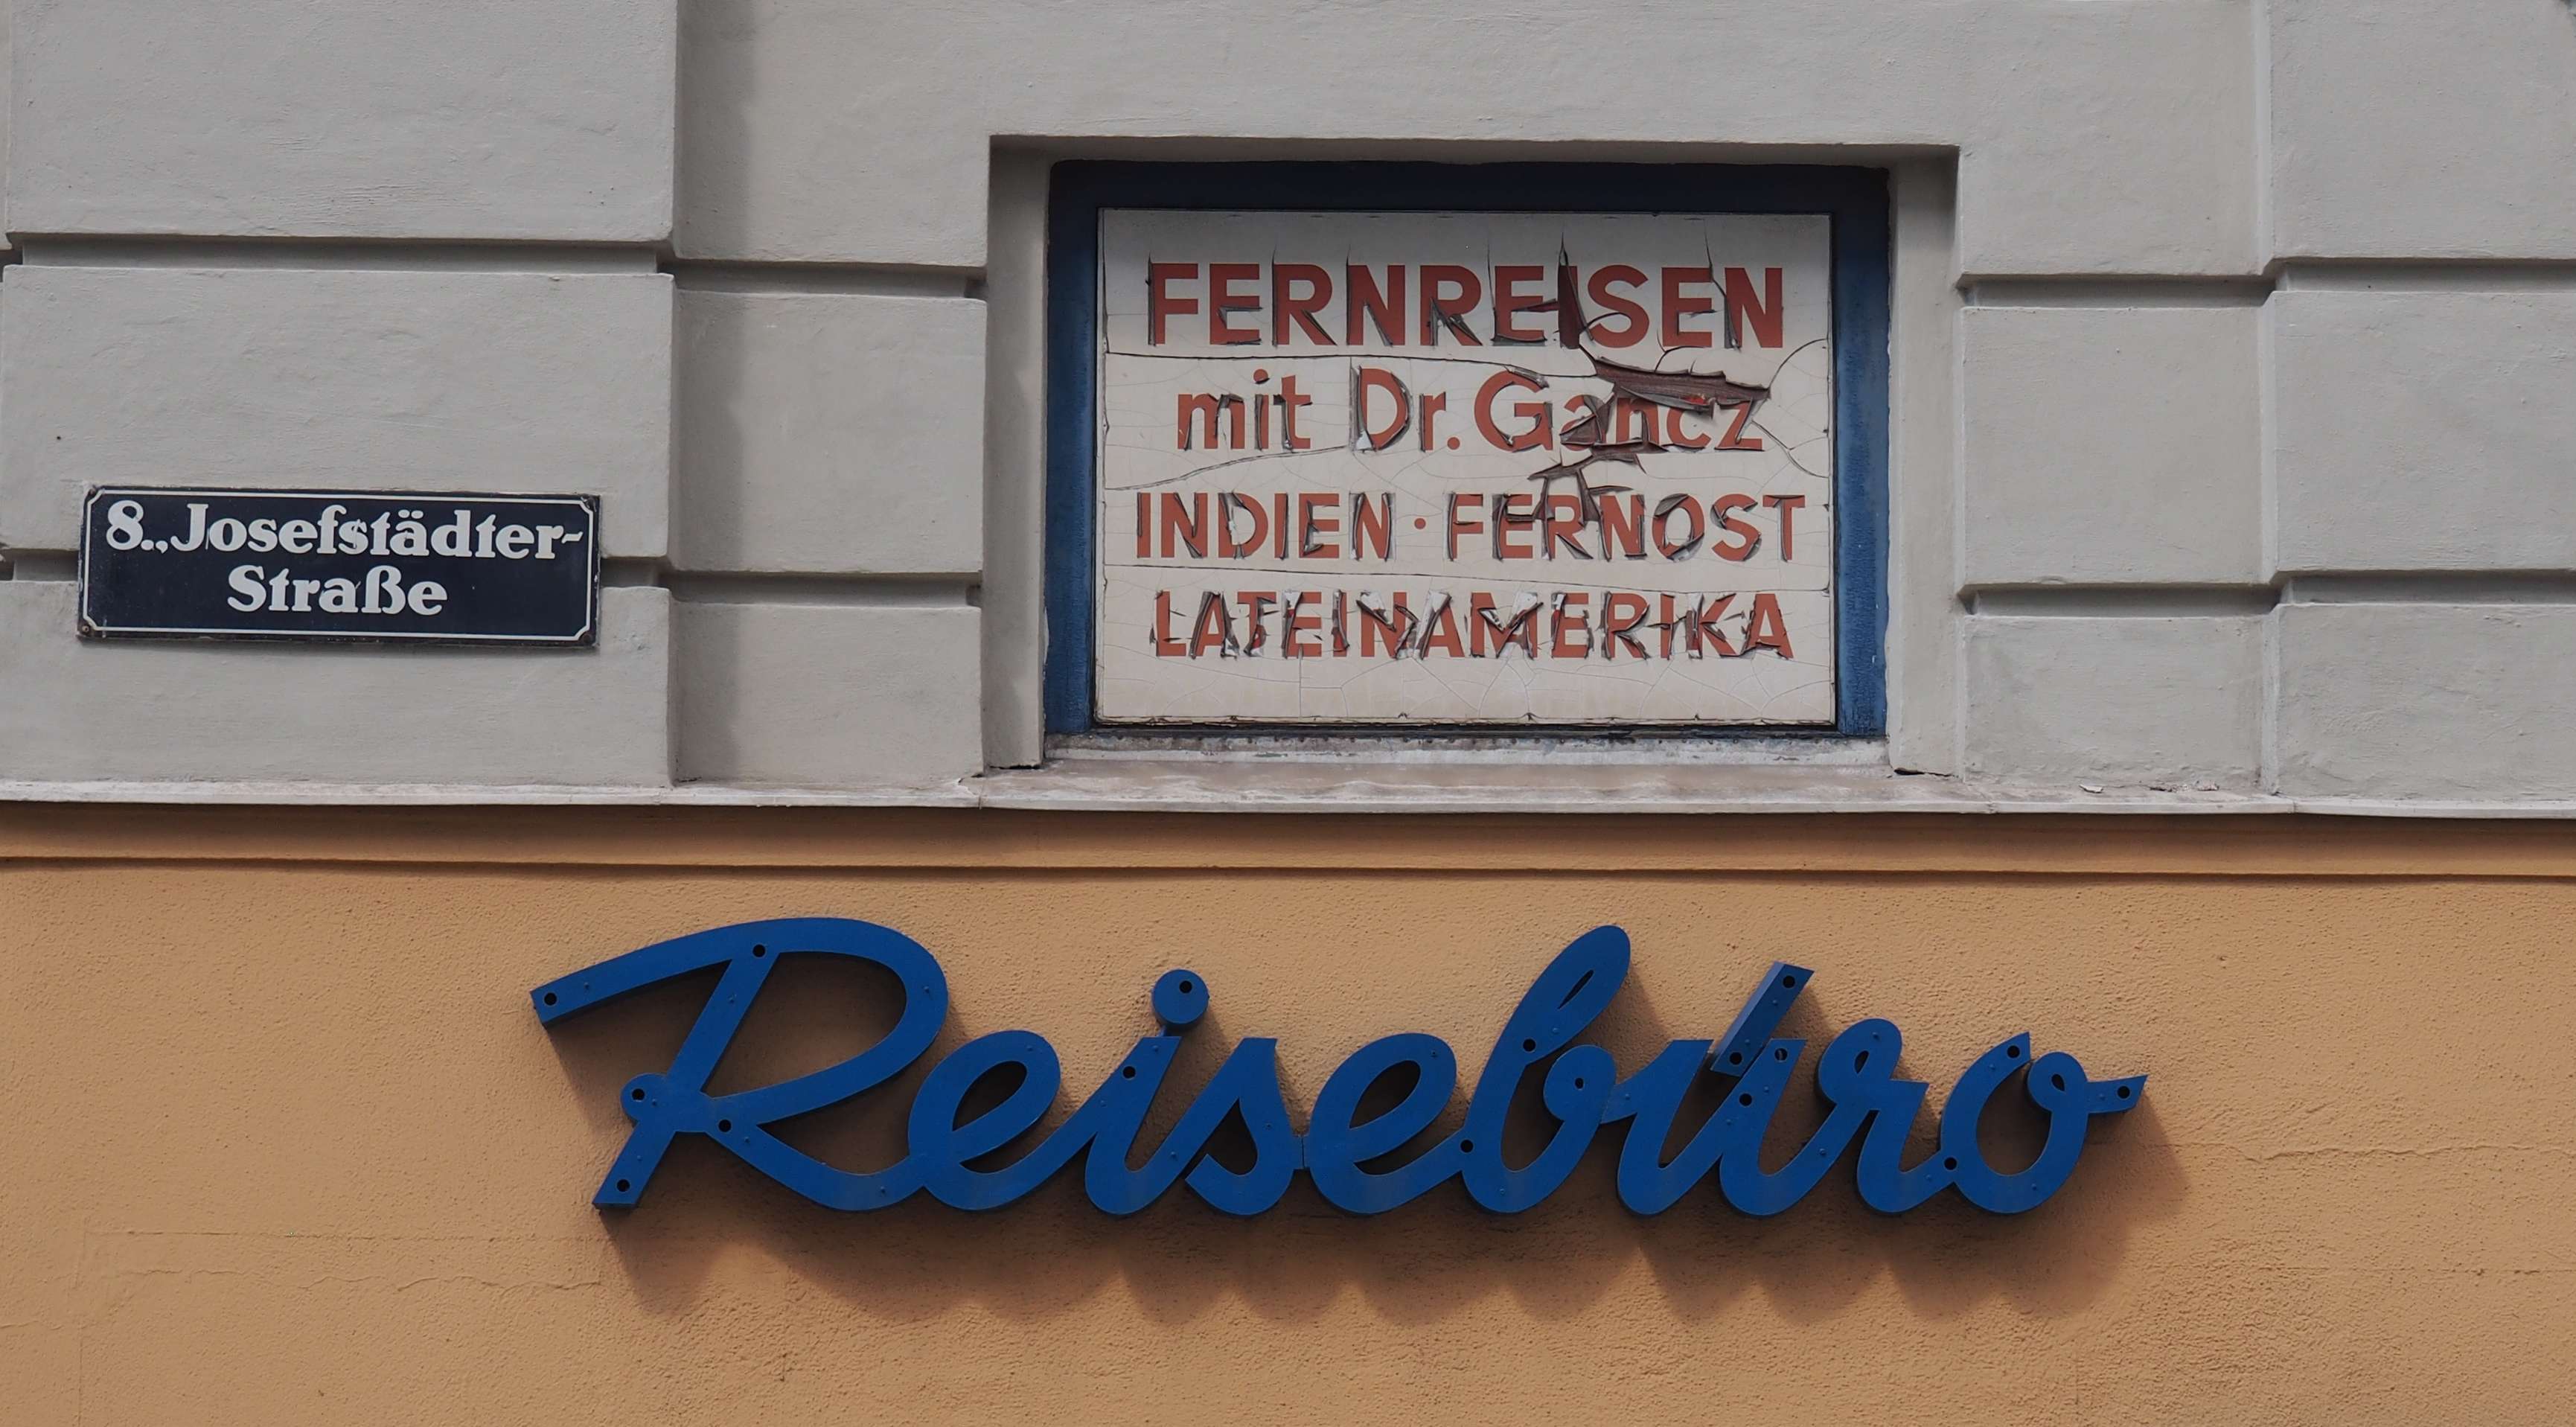 8., Josefstädter-
Straße
FERNREISEN
mit Dr. Gancz
INDIEN · FERNOST
LATEINAMERIKA
Reisebüro